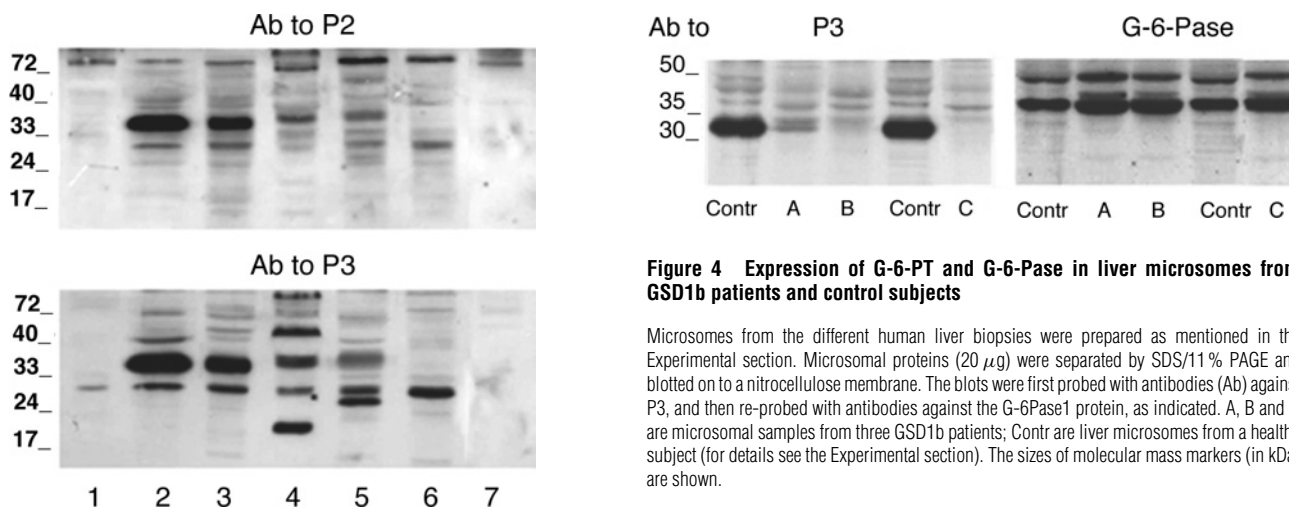 Ab to P2
72_
40_
33_
24_
17_
Ab to P3
72_
40_
33_
24_
17_
1 2 3 4 5 6 7
Ab to P3 G-6-Pase
50_
35_
30_
Contr A B Contr C Contr A B Contr C
Figure 4 Expression of G-6-PT and G-6-Pase in liver microsomes from
GSD1b patients and control subjects
Microsomes from the different human liver biopsies were prepared as mentioned in th
Experimental section. Microsomal proteins (20 μg) were separated by SDS/11% PAGE an
blotted on to a nitrocellulose membrane. The blots were first probed with antibodies (Ab) agains
P3, and then re-probed with antibodies against the G-6Pase1 protein, as indicated. A, B and
are microsomal samples from three GSD1b patients; Contr are liver microsomes from a health
subject (for details see the Experimental section). The sizes of molecular mass markers (in kDa
are shown.